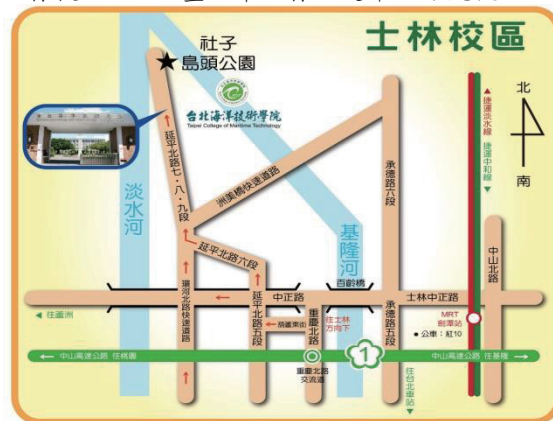 士林校區
社子
島頭公園
台北海洋技術學院
Taipei College of Maritime Technology
北
南
▲捷運淡水線
捷運中和線▼
延平北路七、八、九段
洲美橋快速道路
承德路六段
淡水河
基隆河
延平北路六段
百齡橋
中山北路
中正路
士林中正路
◀ 往蘆洲
環河北路快速道路
延平北路五段
葫蘆東街
重慶北路
往士林
方向下
承德路五段
MRT
劍潭站
● 公車:紅10
中山高速公路 往桃園
1
中山高速公路 往基隆
重慶北路
交流道
往台北車站▼